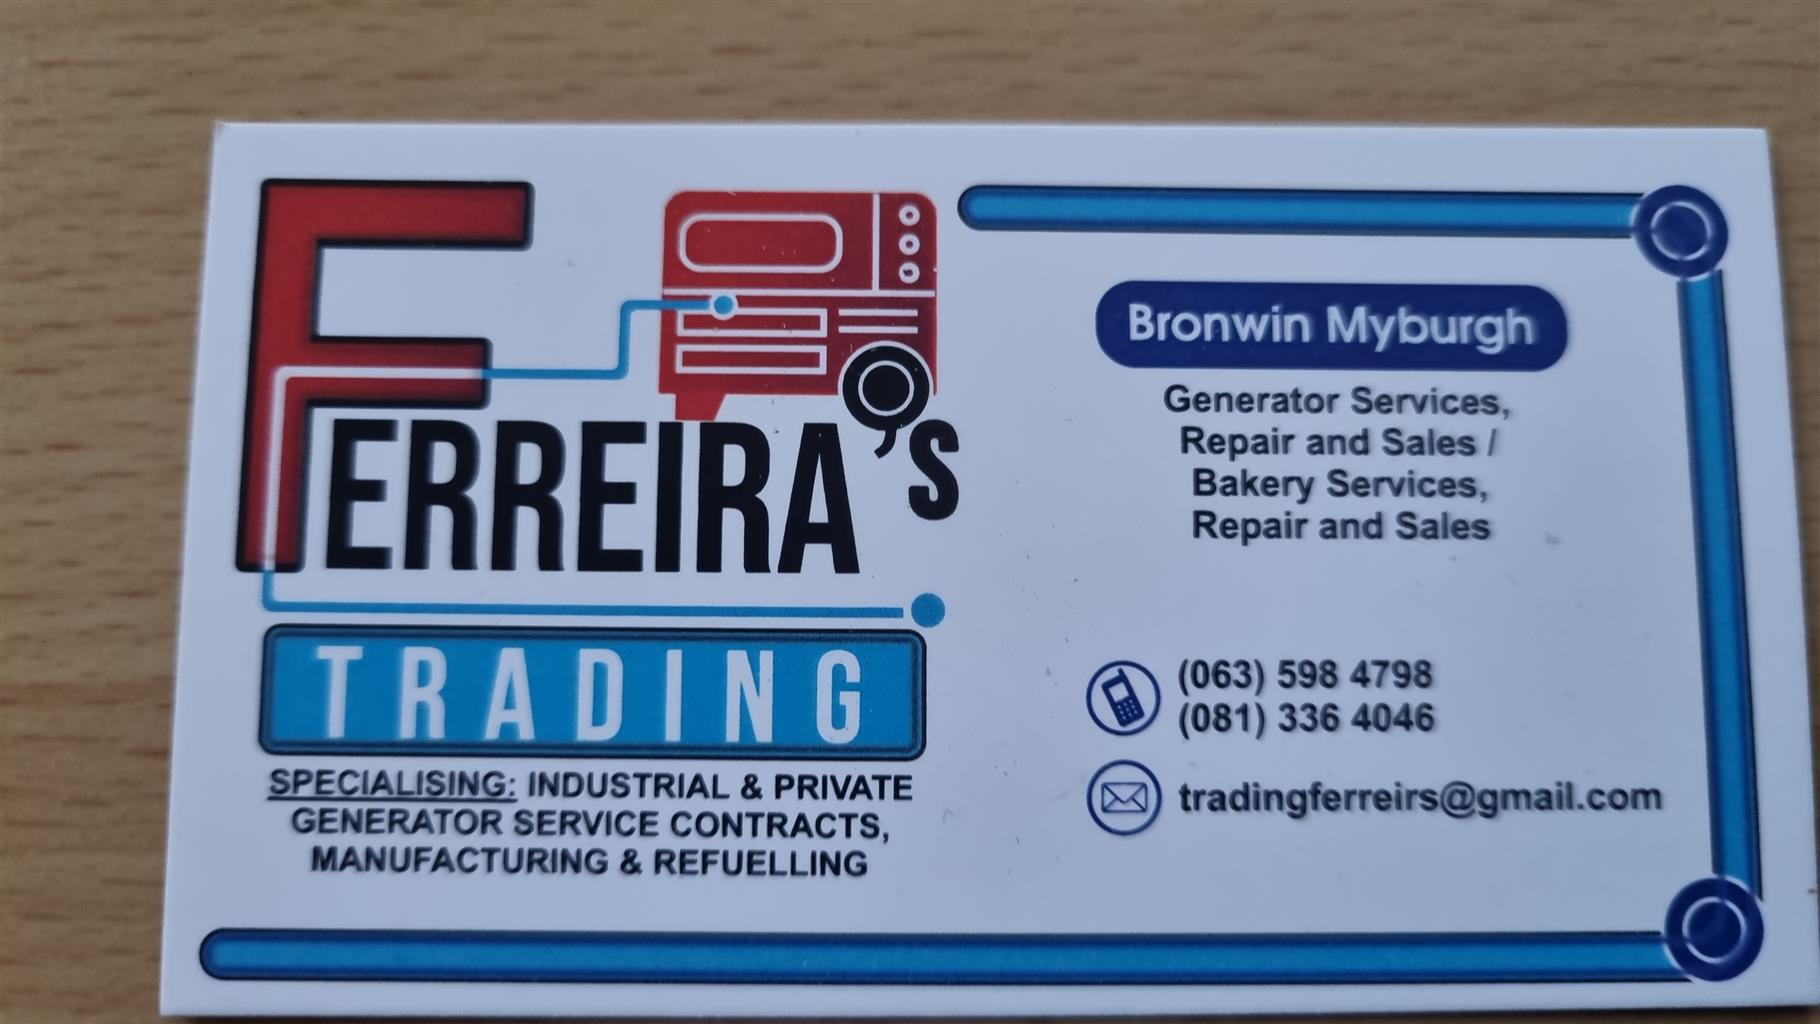 FERREIRA'S
TRADING
SPECIALISING: INDUSTRIAL & PRIVATE
GENERATOR SERVICE CONTRACTS,
MANUFACTURING & REFUELLING
Bronwin Myburgh
Generator Services,
Repair and Sales /
Bakery Services,
Repair and Sales
(063) 598 4798
(081) 336 4046
tradingferreirs@gmail.com